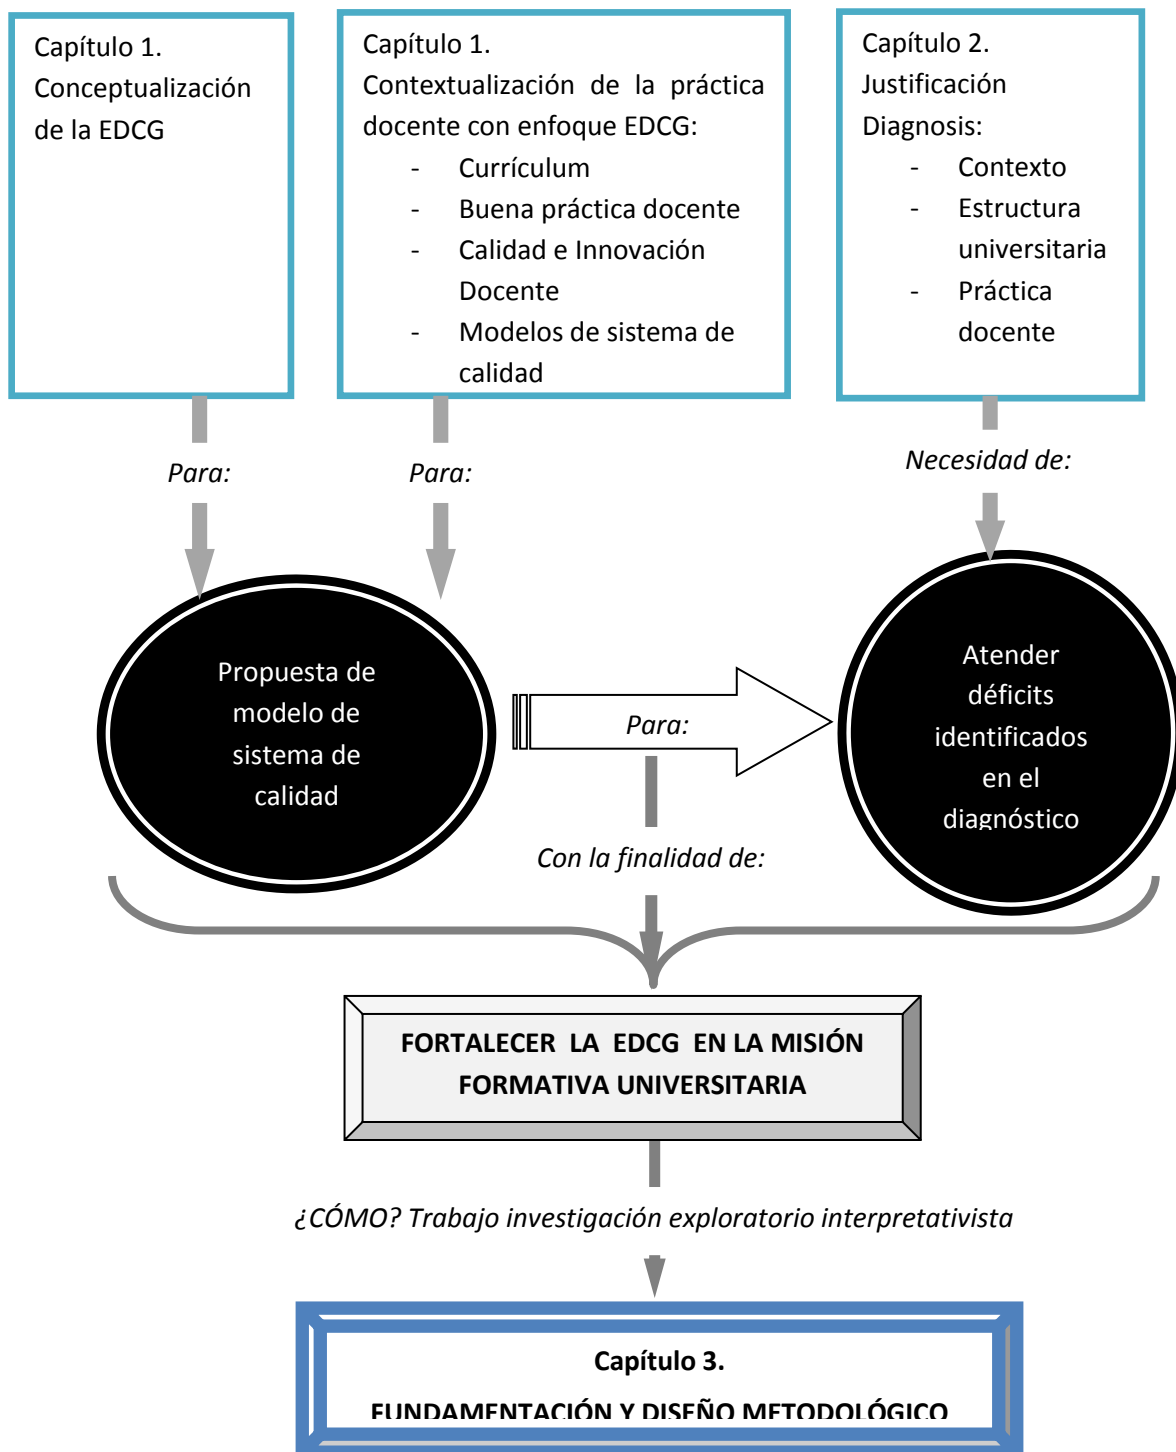 Capítulo 1.
Conceptualización
de la EDCG
Capítulo 1.
Contextualización de la práctica
docente con enfoque EDCG:
- Currículum
- Buena práctica docente
- Calidad e Innovación
Docente
- Modelos de sistema de
calidad
Capítulo 2.
Justificación
Diagnosis:
- Contexto
- Estructura
universitaria
- Práctica
docente
Para:
Para:
Necesidad de:
Propuesta de
modelo de
sistema de
calidad
Para:
Atender
déficits
identificados
en el
diagnóstico
Con la finalidad de:
FORTALECER LA EDCG EN LA MISIÓN
FORMATIVA UNIVERSITARIA
¿CÓMO? Trabajo investigación exploratorio interpretativista
Capítulo 3.
FUNDAMENTACIÓN Y DISEÑO METODOLÓGICO